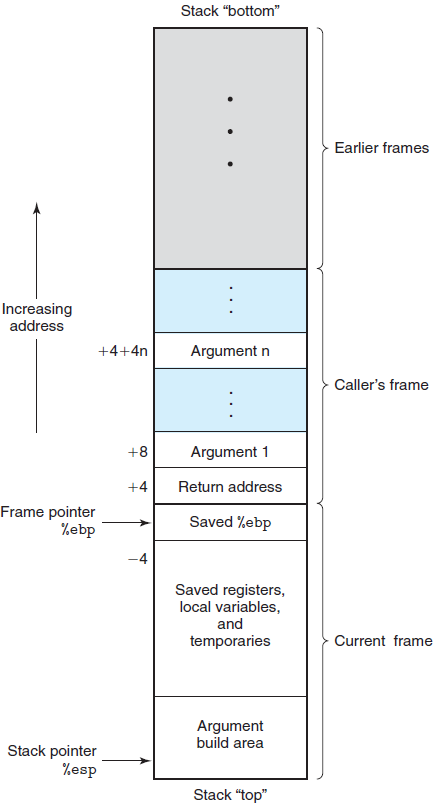 Stack “bottom”
Earlier frames
Increasing
address
+4+4n
Argument n
Caller’s frame
+8
Argument 1
+4
Return address
Frame pointer
%ebp
Saved %ebp
−4
Saved registers,
local variables,
and
temporaries
Current frame
Argument
build area
Stack pointer
%esp
Stack “top”